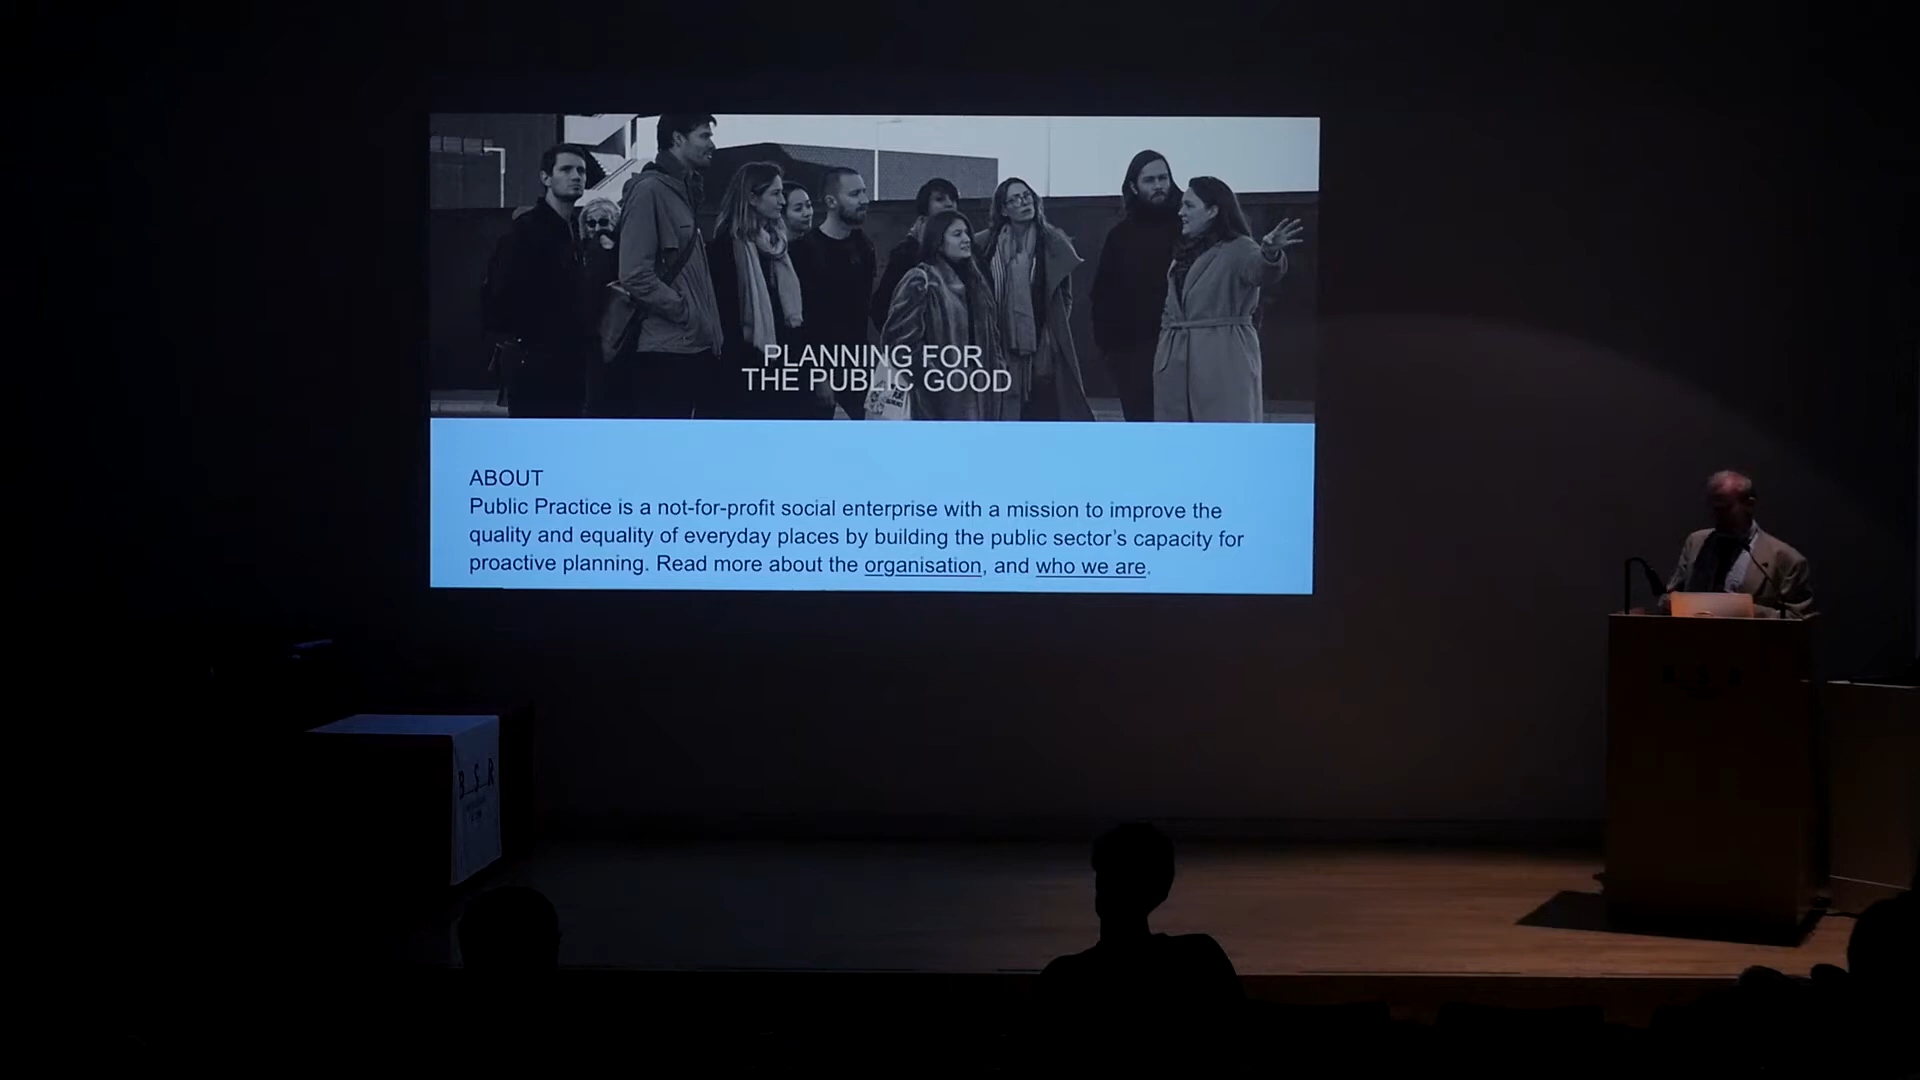 PLANNING FOR
THE PUBLIC GOOD
ABOUT
Public Practice is a not-for-profit social enterprise with a mission to improve the
quality and equality of everyday places by building the public sector's capacity for
proactive planning. Read more about the organisation, and who we are.
B S R